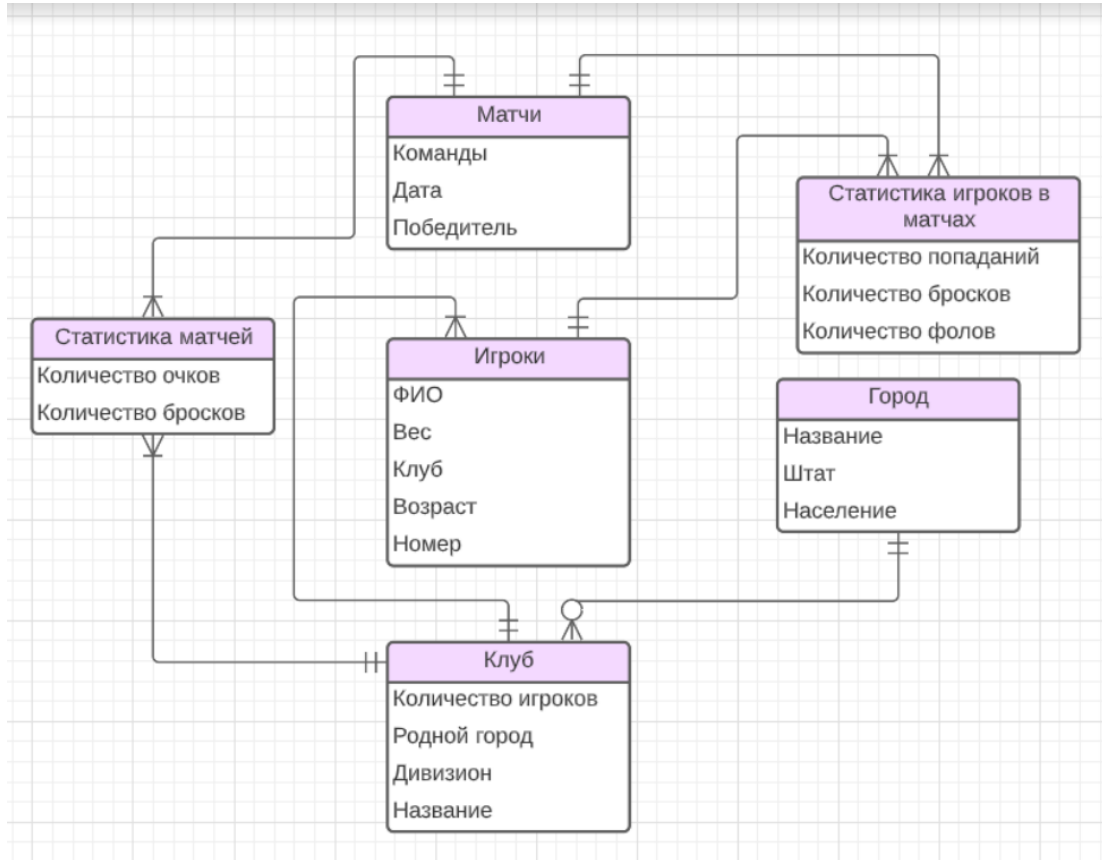 Матчи
Команды
Дата
Победитель
Статистика игроков в
матчах
Количество попаданий
Количество бросков
Количество фолов
Статистика матчей
Количество очков
Количество бросков
Игроки
ФИО
Вес
Клуб
Возраст
Номер
Город
Название
Штат
Население
Клуб
Количество игроков
Родной город
Дивизион
Название